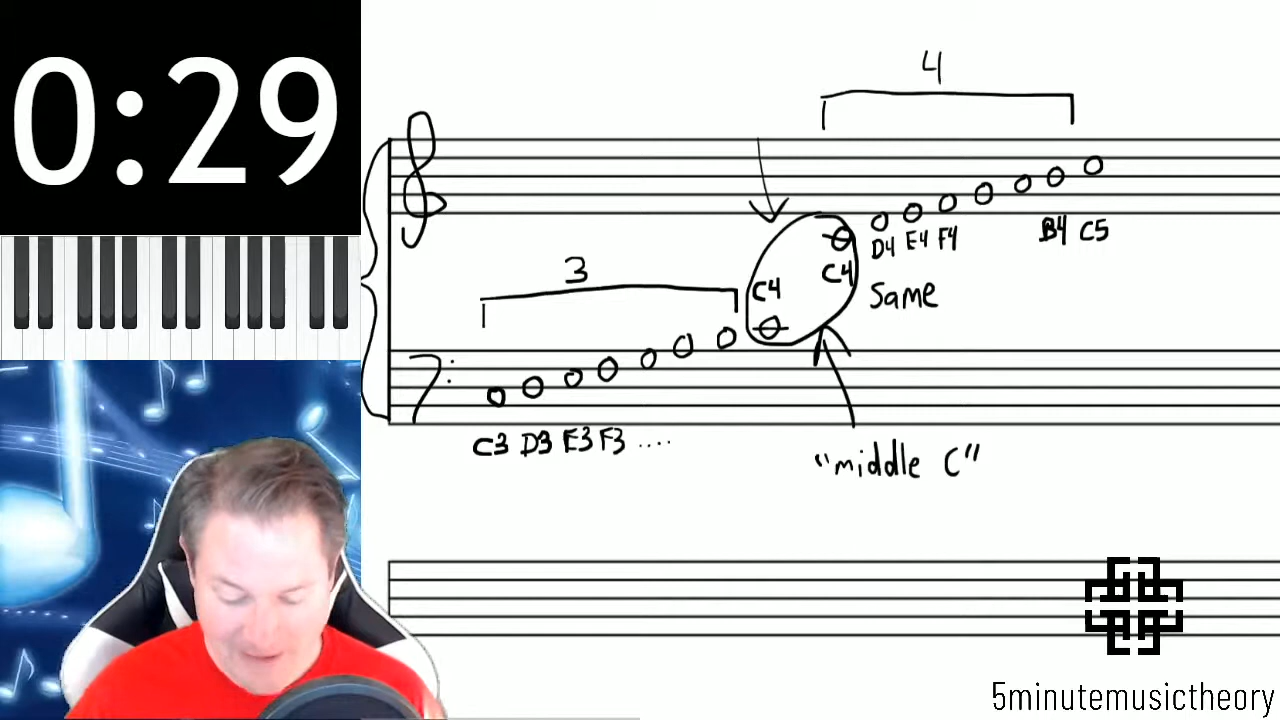 0:29
4
D4 E4 F4 B4 C5
C4 C4
Same
3
C3 D3 E3 F3 ....
"middle C"
5minutemusictheory